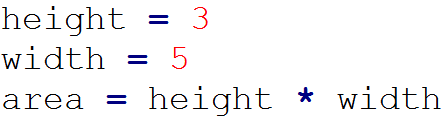 height = 3
width = 5
area = height * width